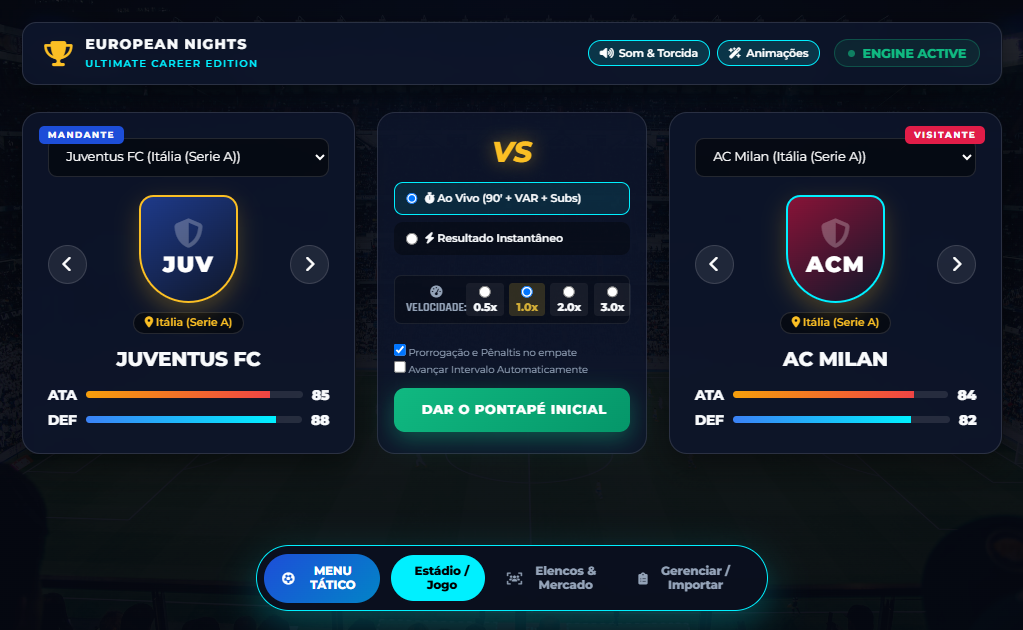 EUROPEAN NIGHTS
ULTIMATE CAREER EDITION
Som & Torcida
Animações
ENGINE ACTIVE
MANDANTE
Juventus FC (Itália (Serie A))
JUV
Itália (Serie A)
JUVENTUS FC
ATA 85
DEF 88
VS
Ao Vivo (90' + VAR + Subs)
Resultado Instantâneo
VELOCIDADE: 0.5x 1.0x 2.0x 3.0x
Prorrogação e Pênaltis no empate
Avançar Intervalo Automaticamente
DAR O PONTAPÉ INICIAL
VISITANTE
AC Milan (Itália (Serie A))
ACM
Itália (Serie A)
AC MILAN
ATA 84
DEF 82
MENU
TÁTICO
Estádio /
Jogo
Elencos &
Mercado
Gerenciar /
Importar